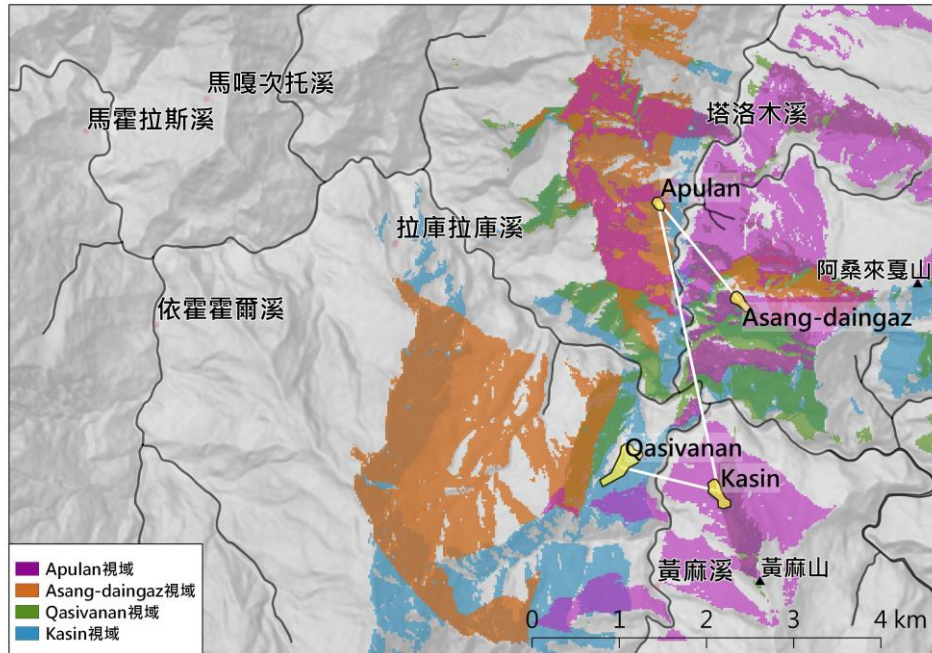 馬嘎次托溪
馬霍拉斯溪
塔洛木溪
Apulan
拉庫拉庫溪
阿桑來戛山
依霍霍爾溪
Asang-daingaz
Qasivanan
Kasin
黃麻溪
黃麻山
Apulan視域
Asang-daingaz視域
Qasivanan視域
Kasin視域
0 1 2 3 4 km